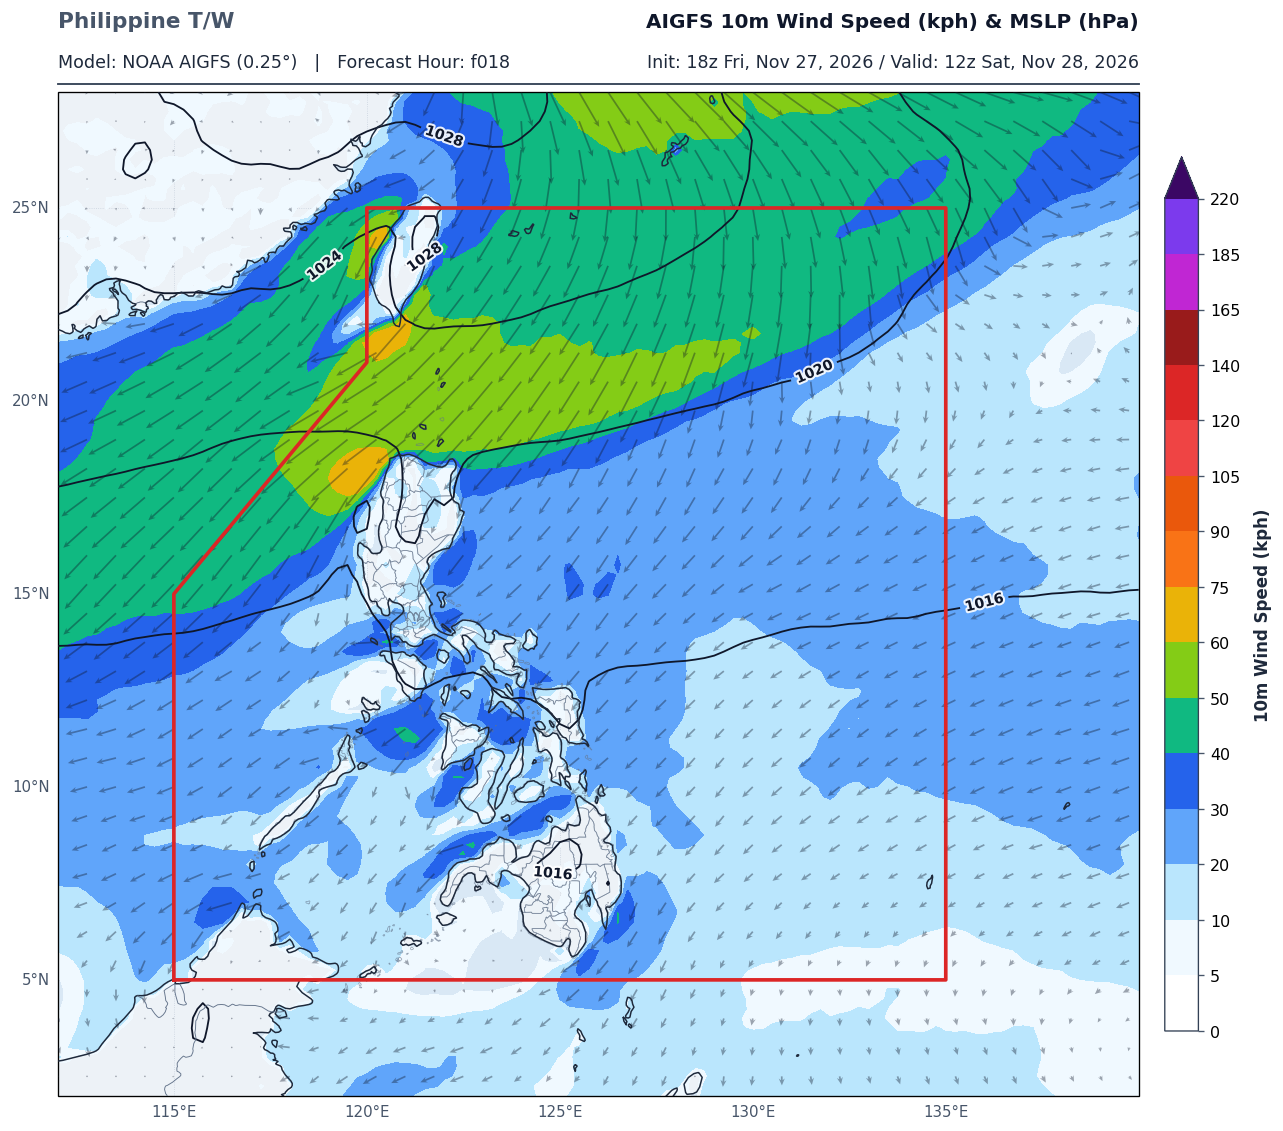 Philippine T/W
AIGFS 10m Wind Speed (kph) & MSLP (hPa)
Model: NOAA AIGFS (0.25°) | Forecast Hour: f018
Init: 18z Fri, Nov 27, 2026 / Valid: 12z Sat, Nov 28, 2026
1028
1024
1028
1020
1016
1016
25°N
20°N
15°N
10°N
5°N
115°E
120°E
125°E
130°E
135°E
220
185
165
140
120
105
90
75
60
50
40
30
20
10
5
0
10m Wind Speed (kph)